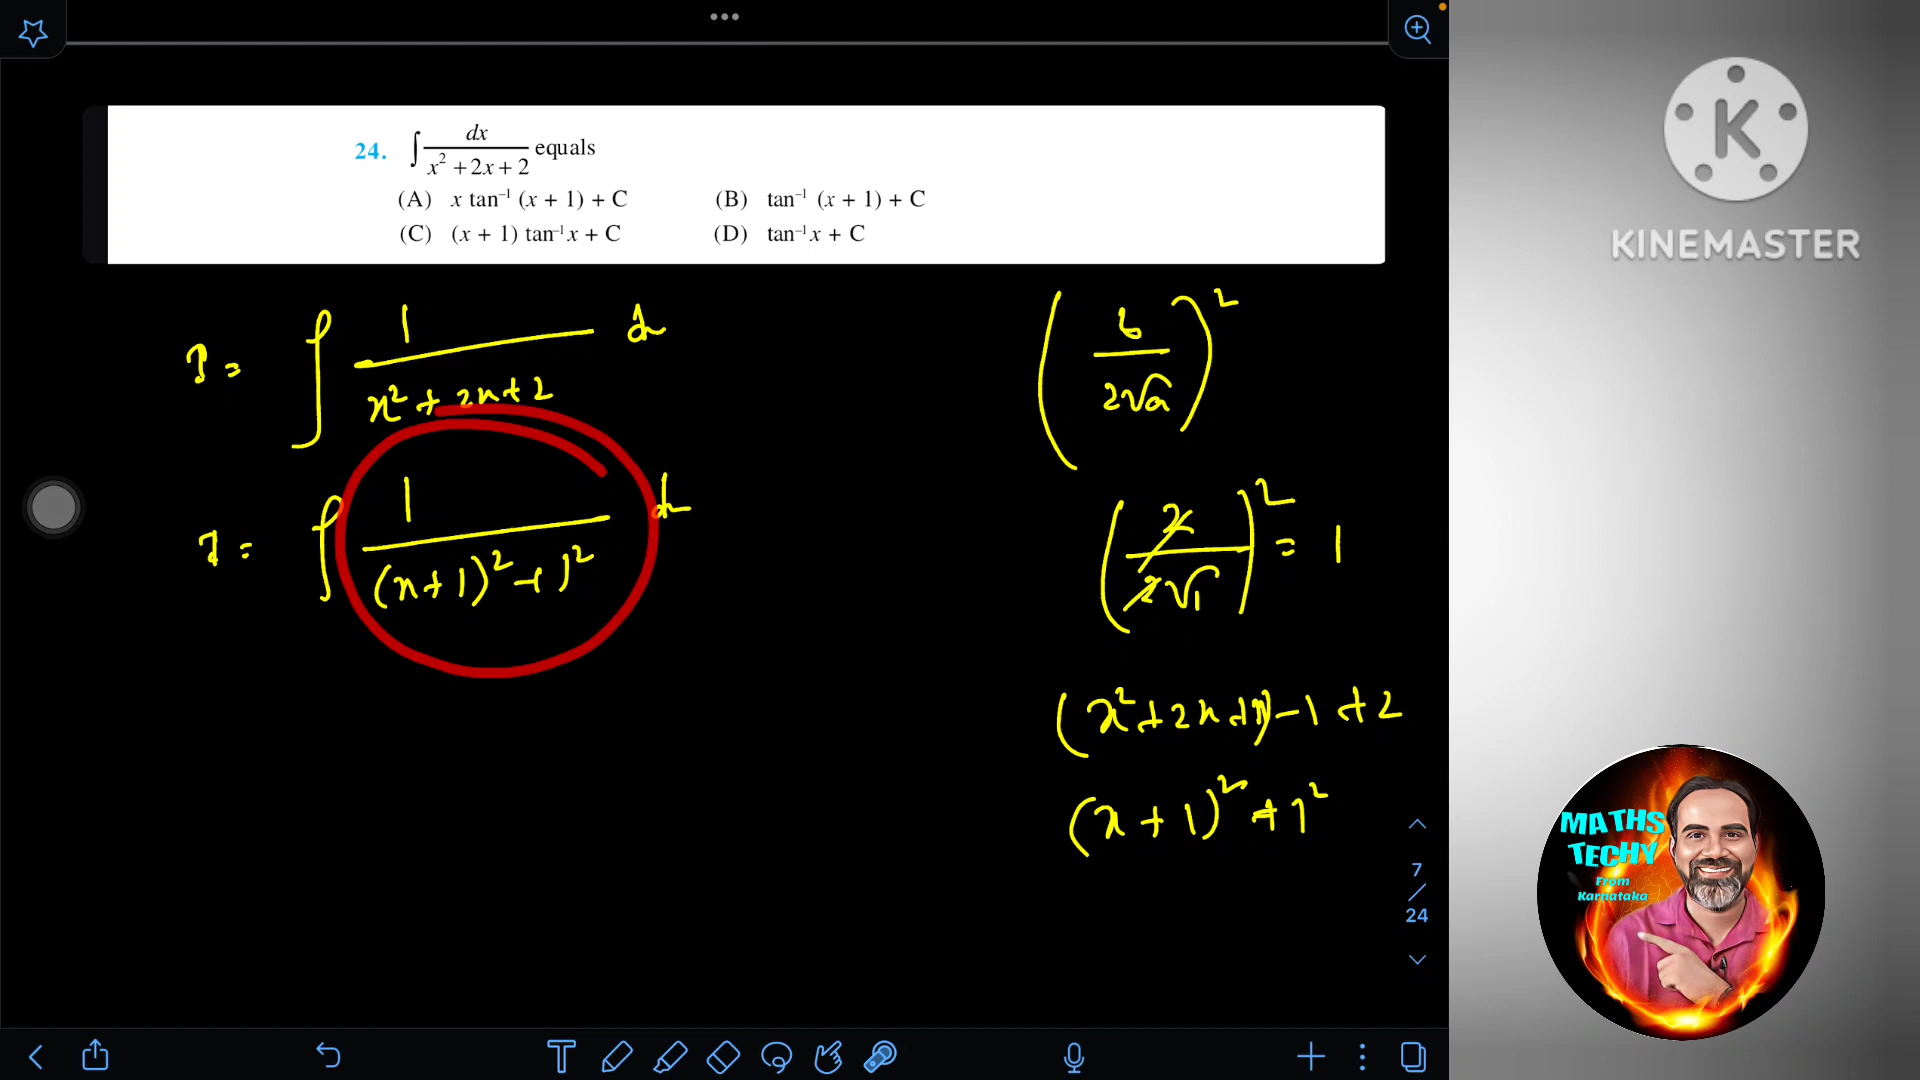 24. ∫ dx / (x² + 2x + 2) equals
(A) x tan⁻¹ (x + 1) + C (B) tan⁻¹ (x + 1) + C
(C) (x + 1) tan⁻¹x + C (D) tan⁻¹x + C
I = ∫ 1 / (x² + 2x + 2) dx
I = ∫ 1 / ((x+1)² + 1²) dx
(b / 2√a)²
(2 / 2√1)² = 1
(x² + 2x + 1) - 1 + 2
(x + 1)² + 1²
7
/
24
T
K
KINEMASTER
MATHS
TECHY
From
Karnataka